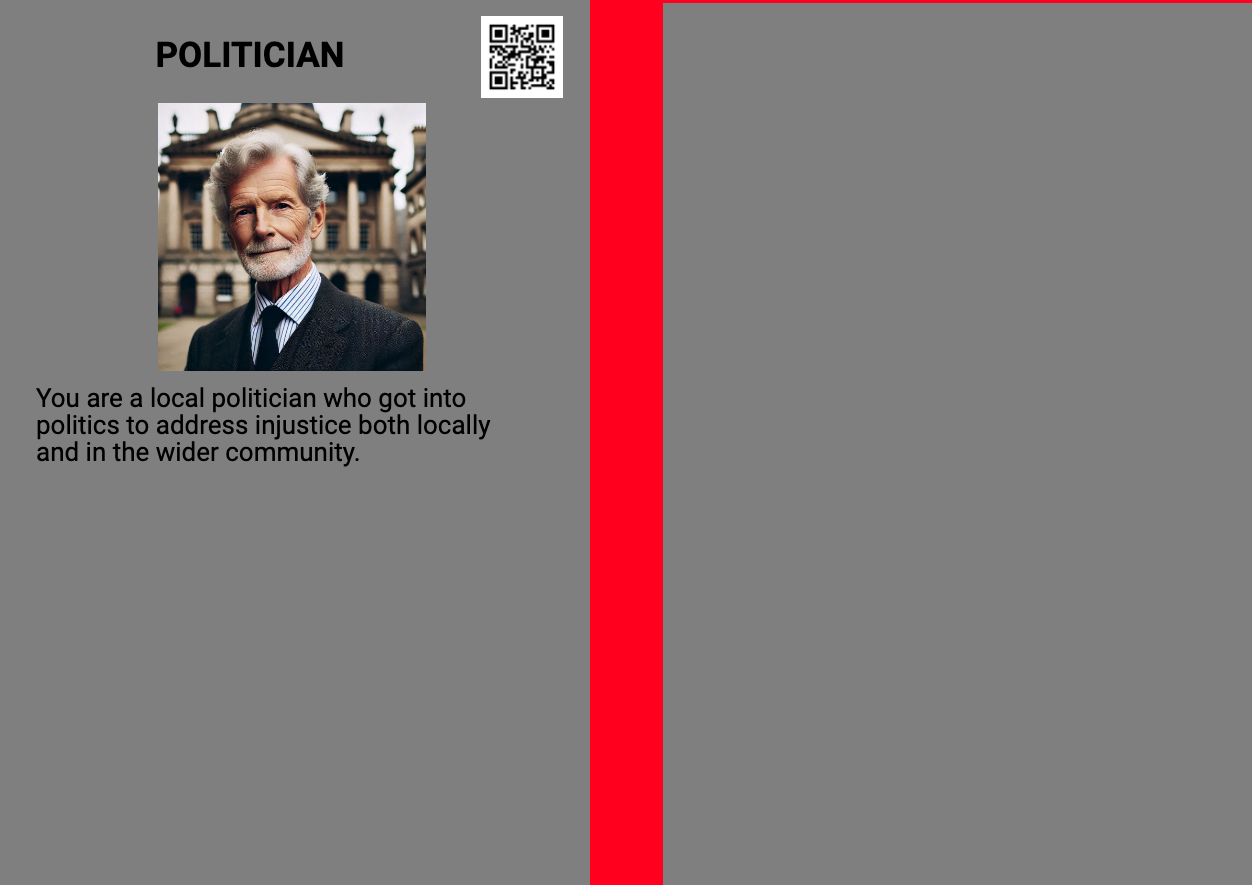 POLITICIAN
You are a local politician who got into
politics to address injustice both locally
and in the wider community.